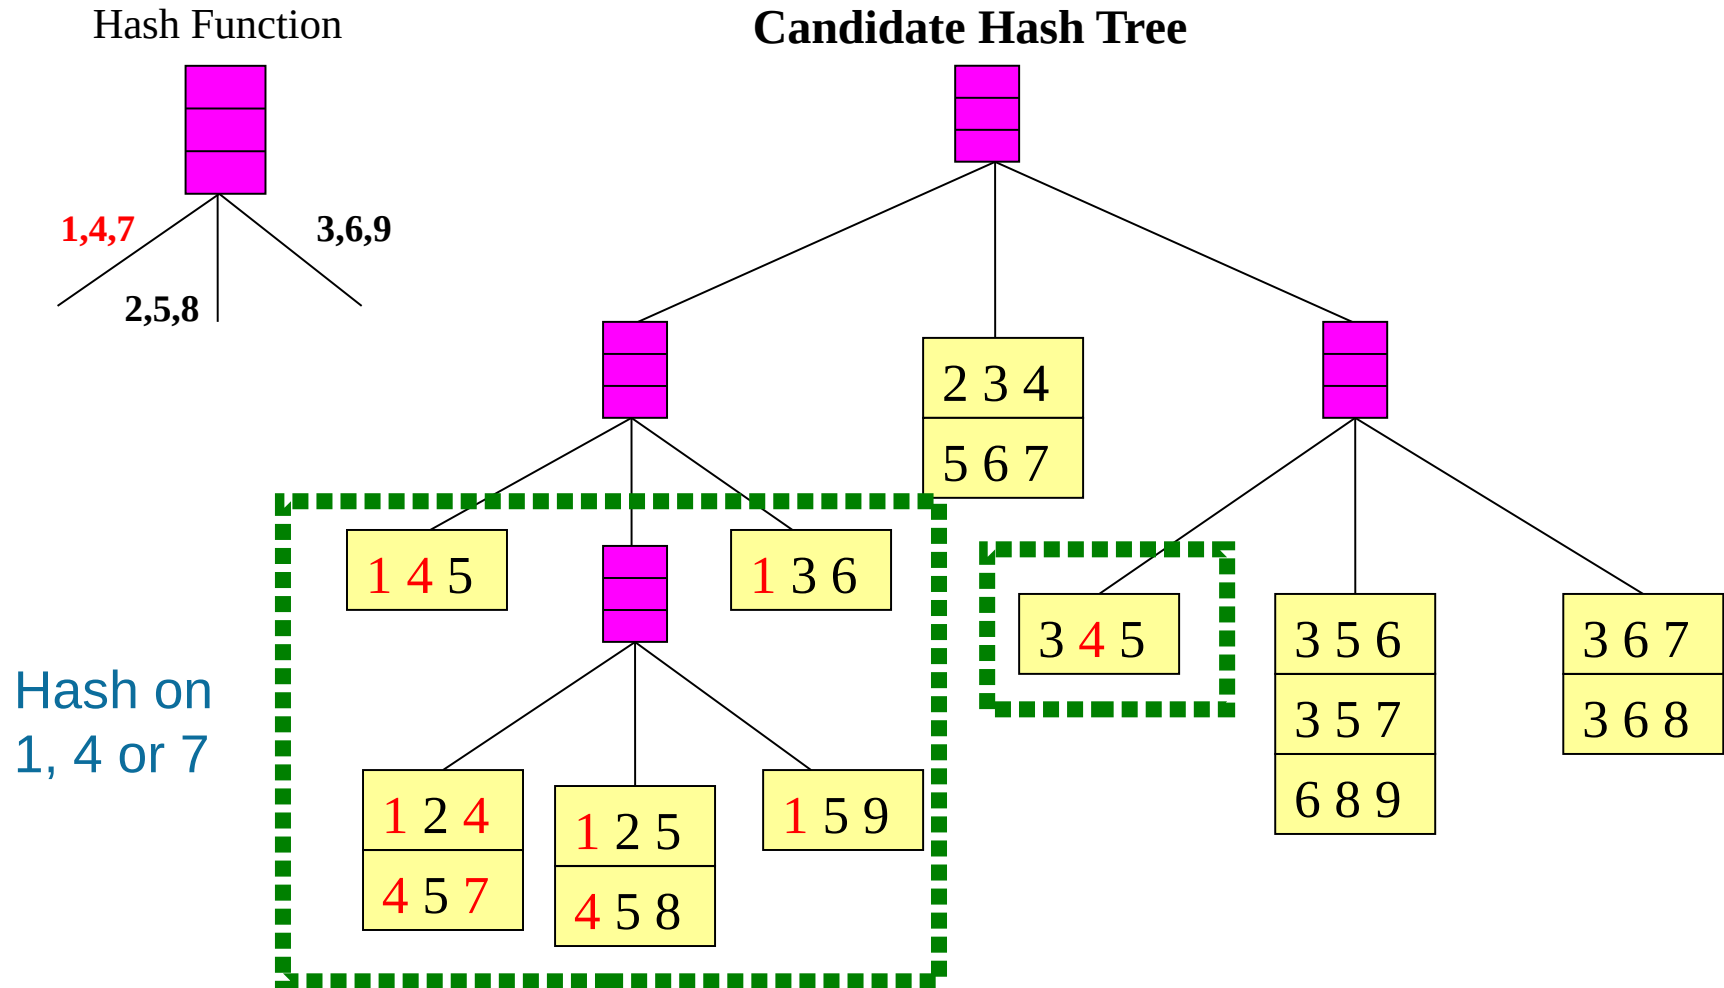 Hash Function
Candidate Hash Tree
1,4,7
3,6,9
2,5,8
2 3 4
5 6 7
1 4 5
1 3 6
3 4 5
3 5 6
3 6 7
3 5 7
3 6 8
6 8 9
Hash on
1, 4 or 7
1 2 4
1 2 5
1 5 9
4 5 7
4 5 8